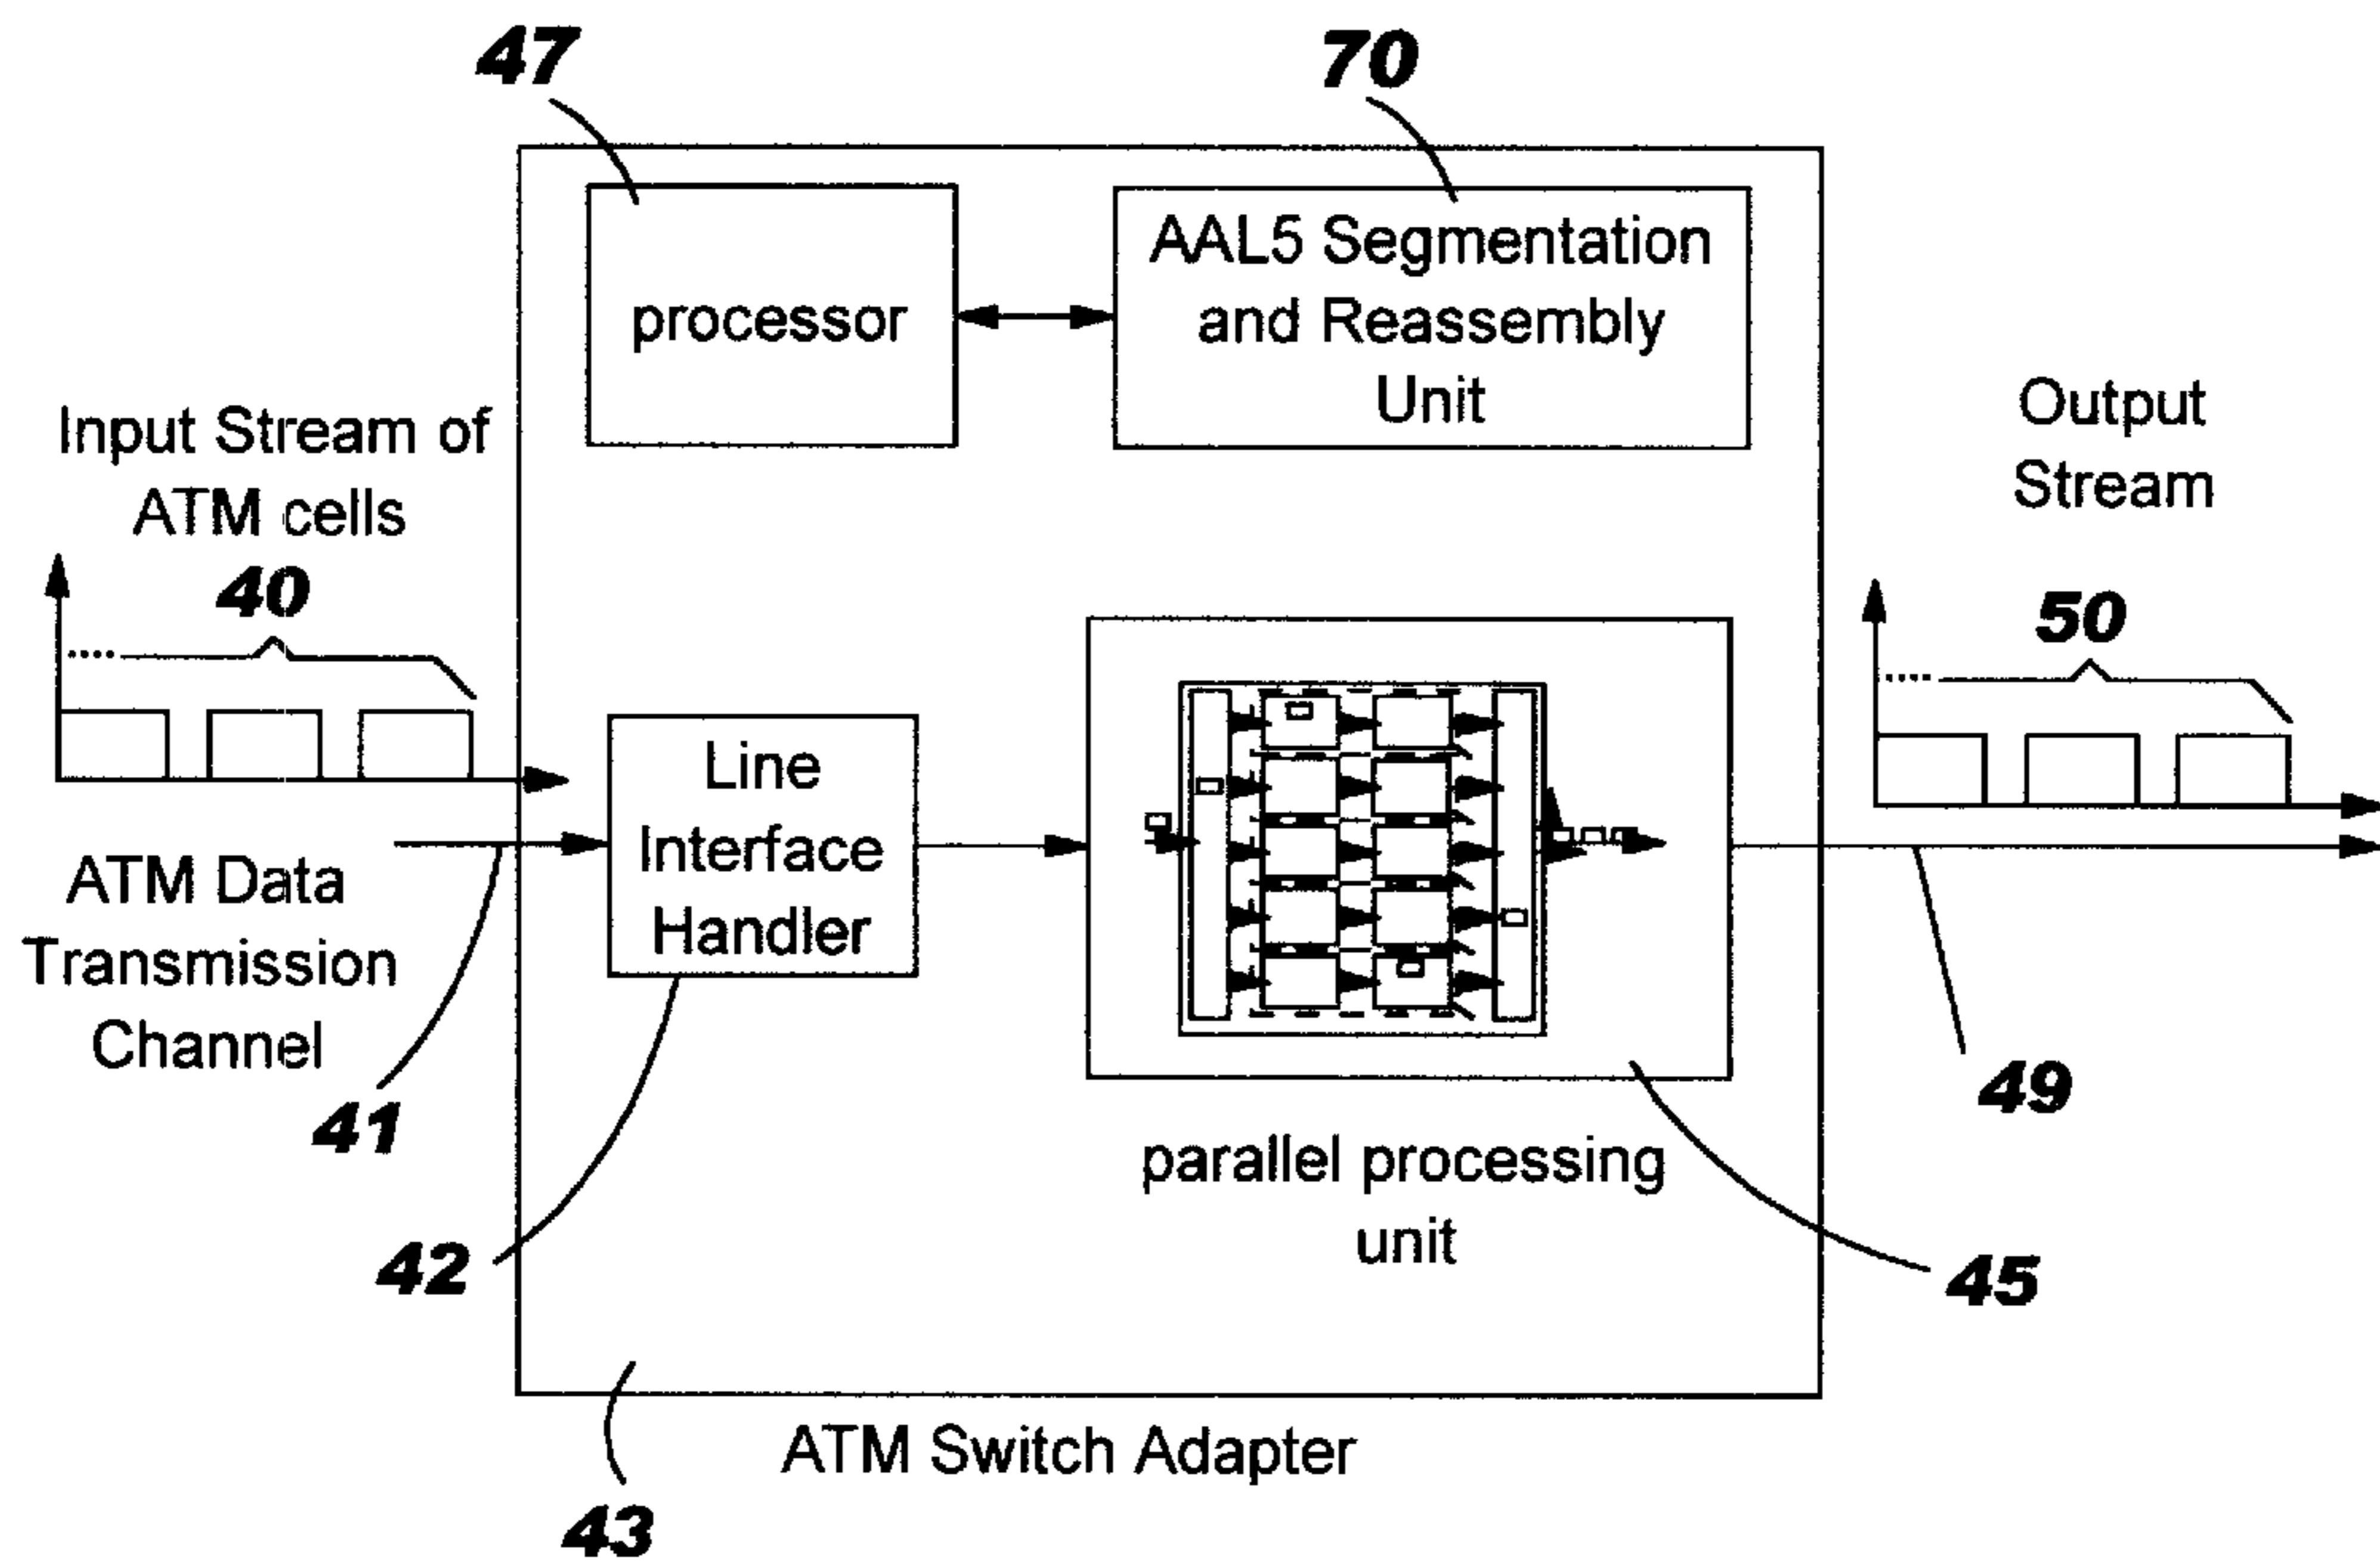 47
70
processor
AAL5 Segmentation
and Reassembly
Unit
Input Stream of
ATM cells
40
Output
Stream
50
Line
Interface
Handler
ATM Data
Transmission
Channel
41
42
parallel processing
unit
49
45
ATM Switch Adapter
43